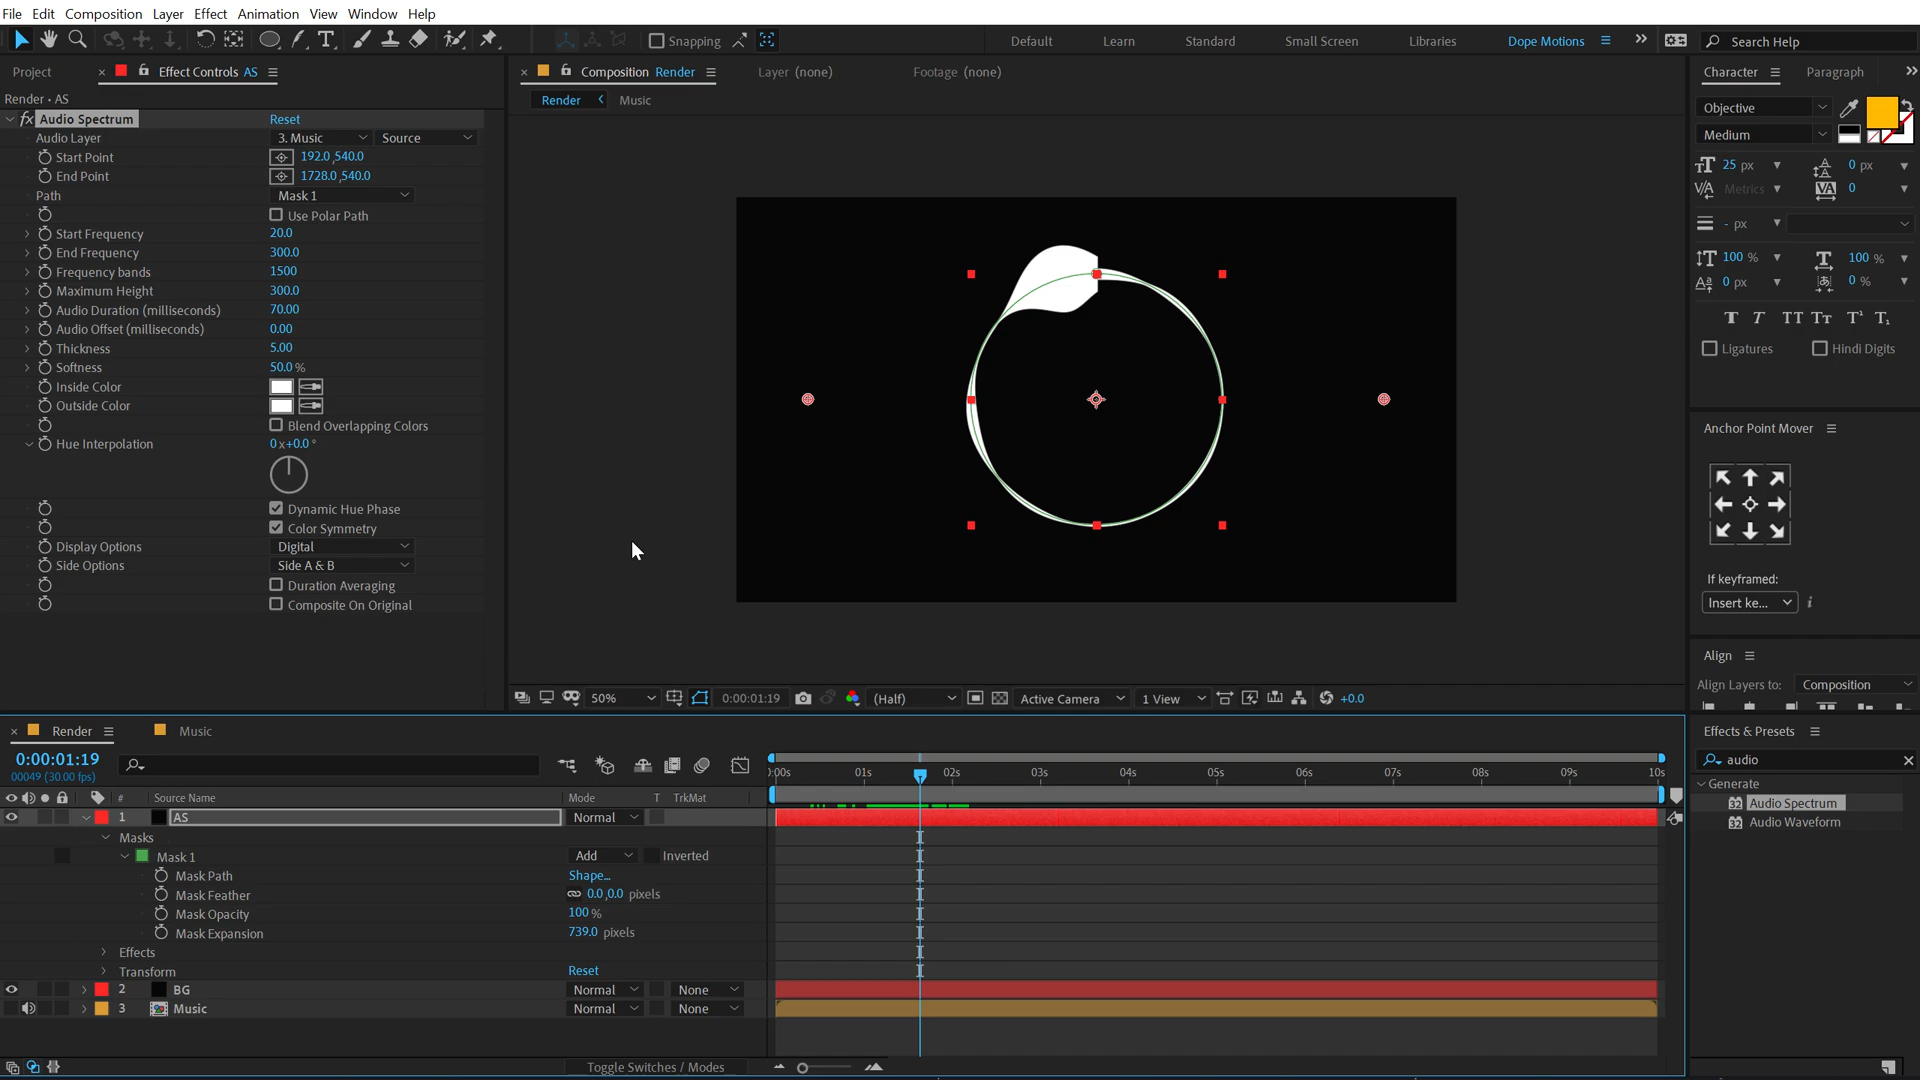 File Edit Composition Layer Effect Animation View Window Help
Snapping Default Learn Standard Small Screen Libraries Dope Motions Search Help
Project Effect Controls AS Composition Render Layer (none) Footage (none) Character Paragraph
Render • AS Render Music
fx Audio Spectrum Reset
Audio Layer 3. Music Source
Start Point 192.0,540.0
End Point 1728.0,540.0
Path Mask 1
Use Polar Path
Start Frequency 20.0
End Frequency 300.0
Frequency bands 1500
Maximum Height 300.0
Audio Duration (milliseconds) 70.00
Audio Offset (milliseconds) 0.00
Thickness 5.00
Softness 50.0 %
Inside Color
Outside Color
Blend Overlapping Colors
Hue Interpolation 0 x+0.0 °
Dynamic Hue Phase
Color Symmetry
Display Options Digital
Side Options Side A & B
Duration Averaging
Composite On Original
Objective
Medium
25 px 0 px
Metrics 0
- px
100 % 100 %
0 px 0 %
T T TT Tт T¹ T₁
Ligatures Hindi Digits
Anchor Point Mover
If keyframed:
Insert ke... i
Align
Align Layers to: Composition
50% 0:00:01:19 (Half) Active Camera 1 View +0.0
Render Music
0:00:01:19
00049 (30.00 fps)
:00s 01s 02s 03s 04s 05s 06s 07s 08s 09s 10s
# Source Name Mode T TrkMat
1 AS Normal
Masks
Mask 1 Add Inverted
Mask Path Shape...
Mask Feather 0.0,0.0 pixels
Mask Opacity 100 %
Mask Expansion 739.0 pixels
Effects
Transform Reset
2 BG Normal None
3 Music Normal None
Toggle Switches / Modes
Effects & Presets
audio
Generate
32 Audio Spectrum
32 Audio Waveform